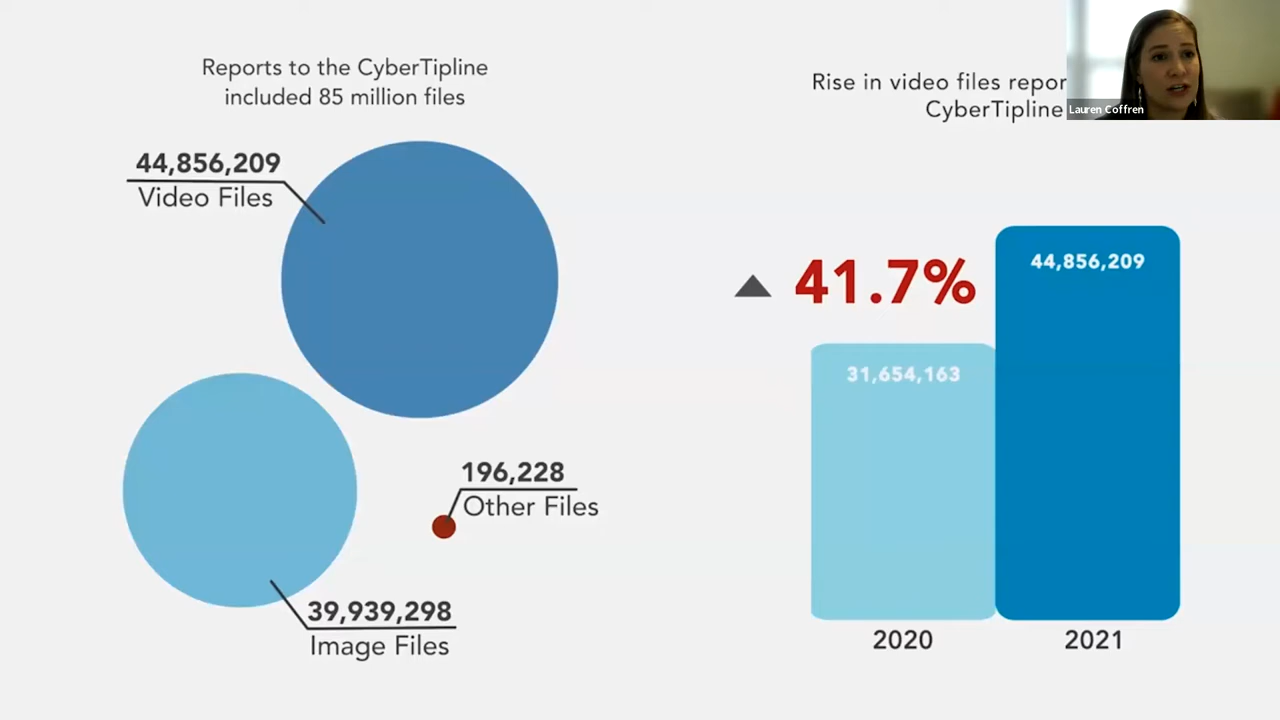 Reports to the CyberTipline
included 85 million files
44,856,209
Video Files
196,228
Other Files
39,939,298
Image Files
Rise in video files
CyberTipline
41.7%
44,856,209
31,654,163
2020
2021
Lauren Coffren